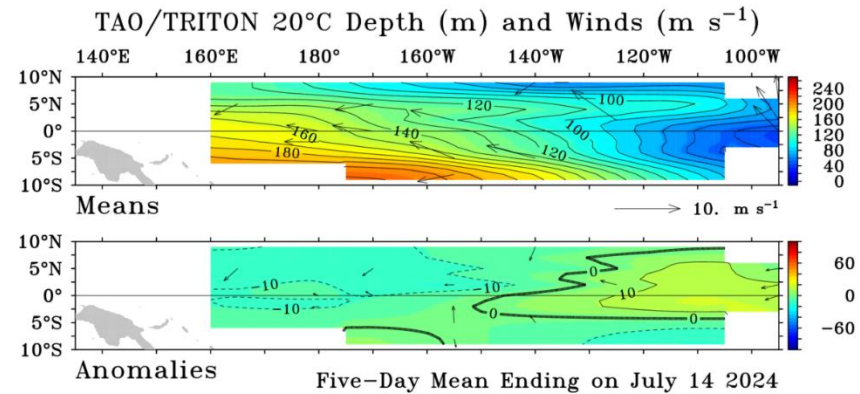 TAO/TRITON 20°C Depth (m) and Winds (m s⁻¹)
140°E 160°E 180° 160°W 140°W 120°W 100°W
10°N
5°N
0°
5°S
10°S
100
120
100
160
140
120
180
240
200
160
120
80
40
0
Means
10. m s⁻¹
10°N
5°N
0°
5°S
10°S
-10
-10
0
10
0
0
60
0
-60
Anomalies
Five-Day Mean Ending on July 14 2024